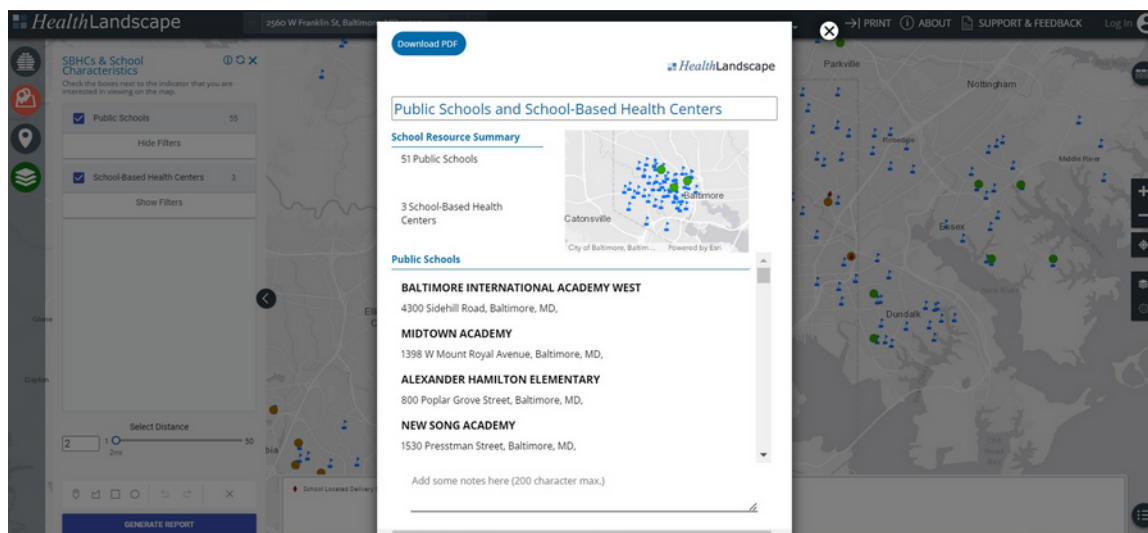 HealthLandscape
2560 W Franklin St, Baltimor
PRINT
ABOUT
SUPPORT & FEEDBACK
Log In
SBHCs & School
Characteristics
Check the boxes next to the indicator that you are
interested in viewing on the map.
Public Schools 55
Hide Filters
School-Based Health Centers 3
Show Filters
Select Distance
2
1
50
2mi
GENERATE REPORT
Download PDF
HealthLandscape
Public Schools and School-Based Health Centers
School Resource Summary
51 Public Schools
3 School-Based Health
Centers
Baltimore
Catonsville
City of Baltimore, Baltim...
Powered by Esri
Public Schools
BALTIMORE INTERNATIONAL ACADEMY WEST
4300 Sidehill Road, Baltimore, MD,
MIDTOWN ACADEMY
1398 W Mount Royal Avenue, Baltimore, MD,
ALEXANDER HAMILTON ELEMENTARY
800 Poplar Grove Street, Baltimore, MD,
NEW SONG ACADEMY
1530 Presstman Street, Baltimore, MD,
Add some notes here (200 character max.)
School Located Delivery
Parkville
Nottingham
Rosedale
Middle River
Essex
Dundalk